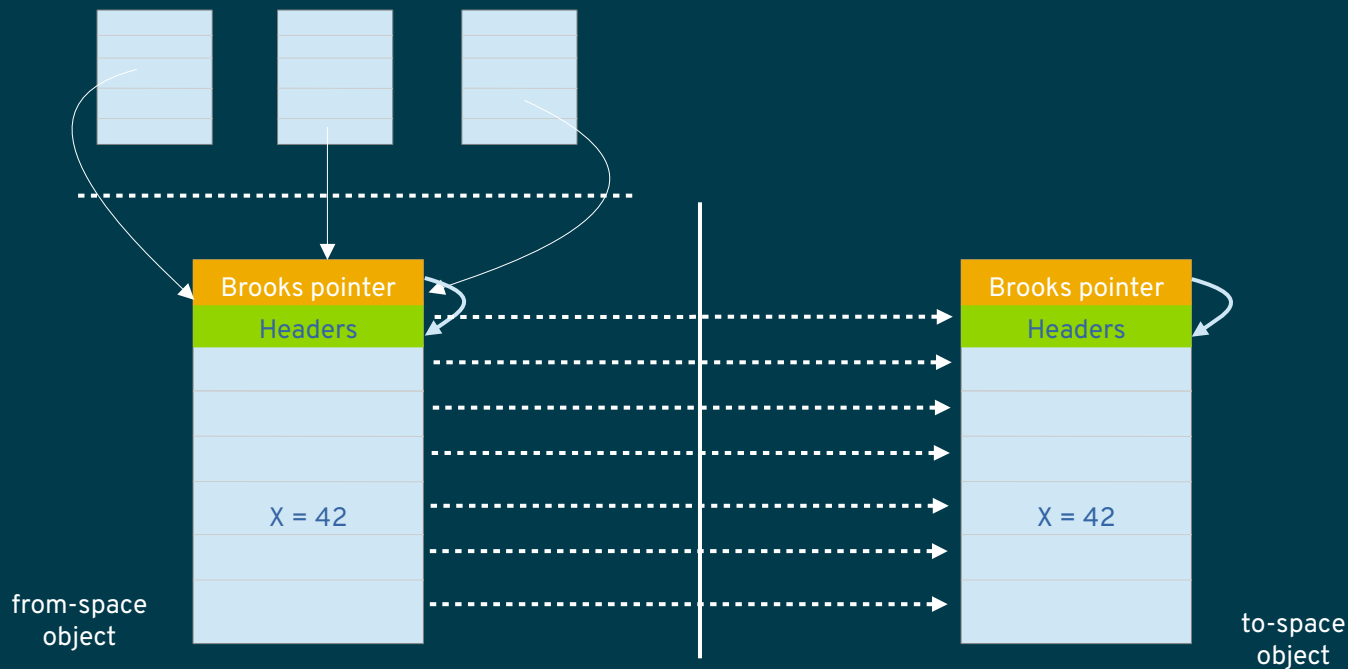 Brooks pointer
Headers
X = 42
from-space
object
Brooks pointer
Headers
X = 42
to-space
object